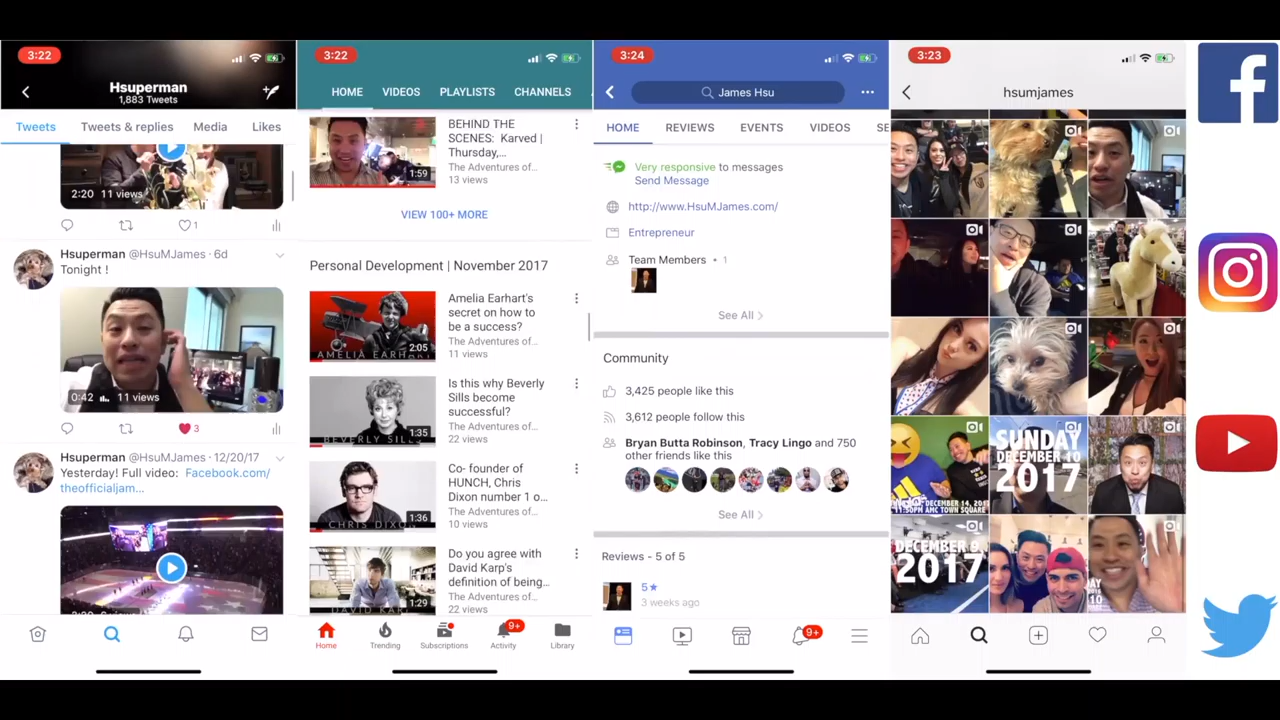 3:22
Hsuperman
1,883 Tweets
Tweets
Tweets & replies
Media
Likes
2:20 11 views
1
Hsuperman @HsuMJames · 6d
Tonight !
0:42 11 views
3
Hsuperman @HsuMJames · 12/20/17
Yesterday! Full video: Facebook.com/
theofficialjam...
3:22
HOME
VIDEOS
PLAYLISTS
CHANNELS
BEHIND THE
SCENES: Karved |
Thursday,...
The Adventures of...
13 views
1:59
VIEW 100+ MORE
Personal Development | November 2017
Amelia Earhart's
secret on how to
be a success?
The Adventures of...
11 views
2:05
Is this why Beverly
Sills become
successful?
The Adventures of...
22 views
BEVERLY SILLS
1:35
Co- founder of
HUNCH, Chris
Dixon number 1 o...
The Adventures of...
10 views
CHRIS DIXON
1:36
Do you agree with
David Karp's
definition of being...
The Adventures of...
22 views
DAVID KARP
1:29
Home
Trending
Subscriptions
9+
Activity
Library
3:24
James Hsu
HOME
REVIEWS
EVENTS
VIDEOS
SE
Very responsive to messages
Send Message
http://www.HsuMJames.com/
Entrepreneur
Team Members • 1
See All
Community
3,425 people like this
3,612 people follow this
Bryan Butta Robinson, Tracy Lingo and 750
other friends like this
See All
Reviews - 5 of 5
5★
3 weeks ago
9+
3:23
hsumjames
SUNDAY
DECEMBER 10
2017
DECEMBER 9
2017